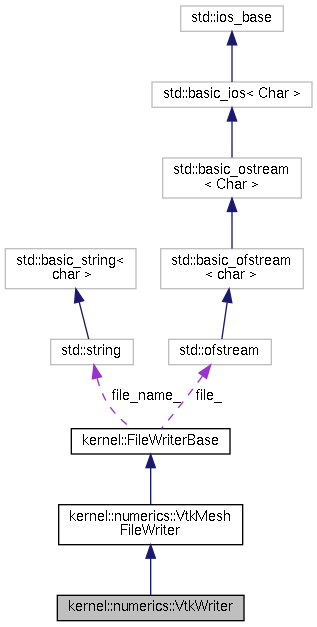 std::ios_base
std::basic_ios< Char >
std::basic_ostream
< Char >
std::basic_string<
char >
std::basic_ofstream
< char >
std::string
std::ofstream
file_name_
file_
kernel::FileWriterBase
kernel::numerics::VtkMesh
FileWriter
kernel::numerics::VtkWriter